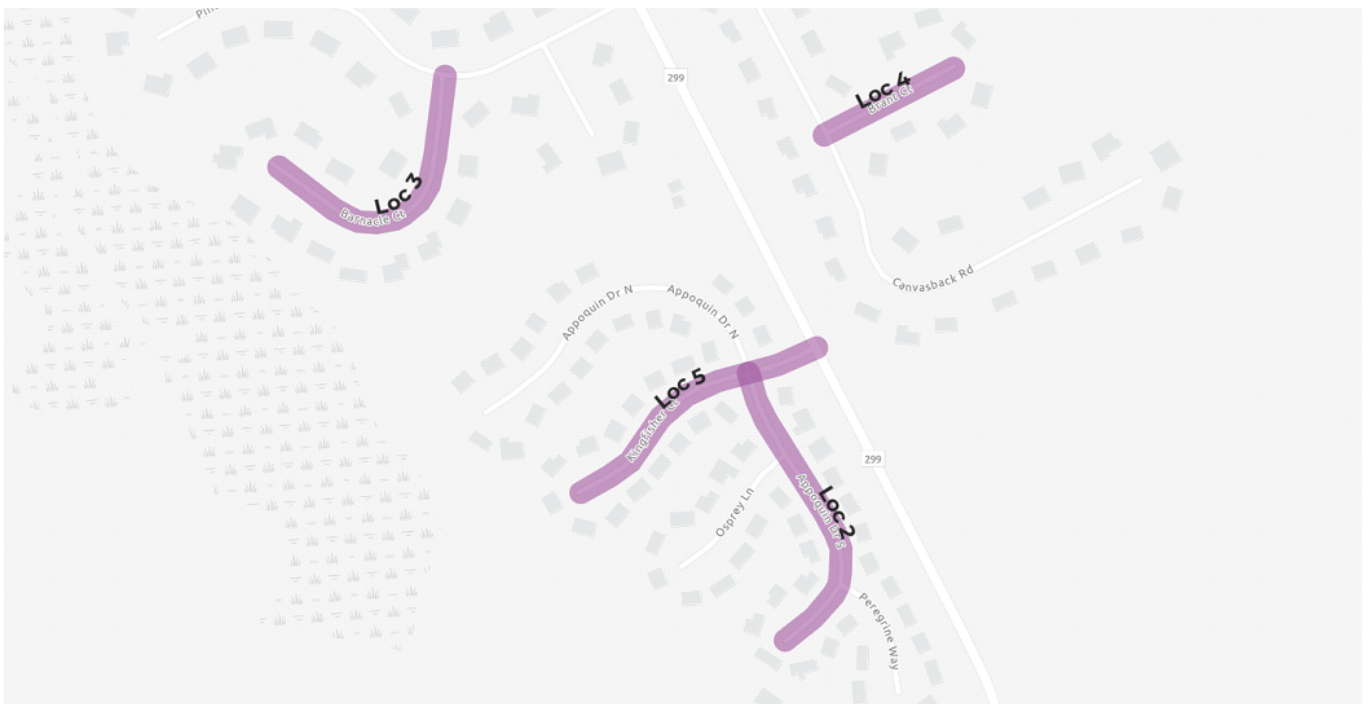 Pin
299
Loc 4
Brant Ct
Loc 3
Barnacle Ct
Canvasback Rd
Appoquin Dr N
Appoquin Dr N
Loc 5
Kingfisher Ct
299
Loc 2
Appoquin Dr S
Osprey Ln
Peregrine Way